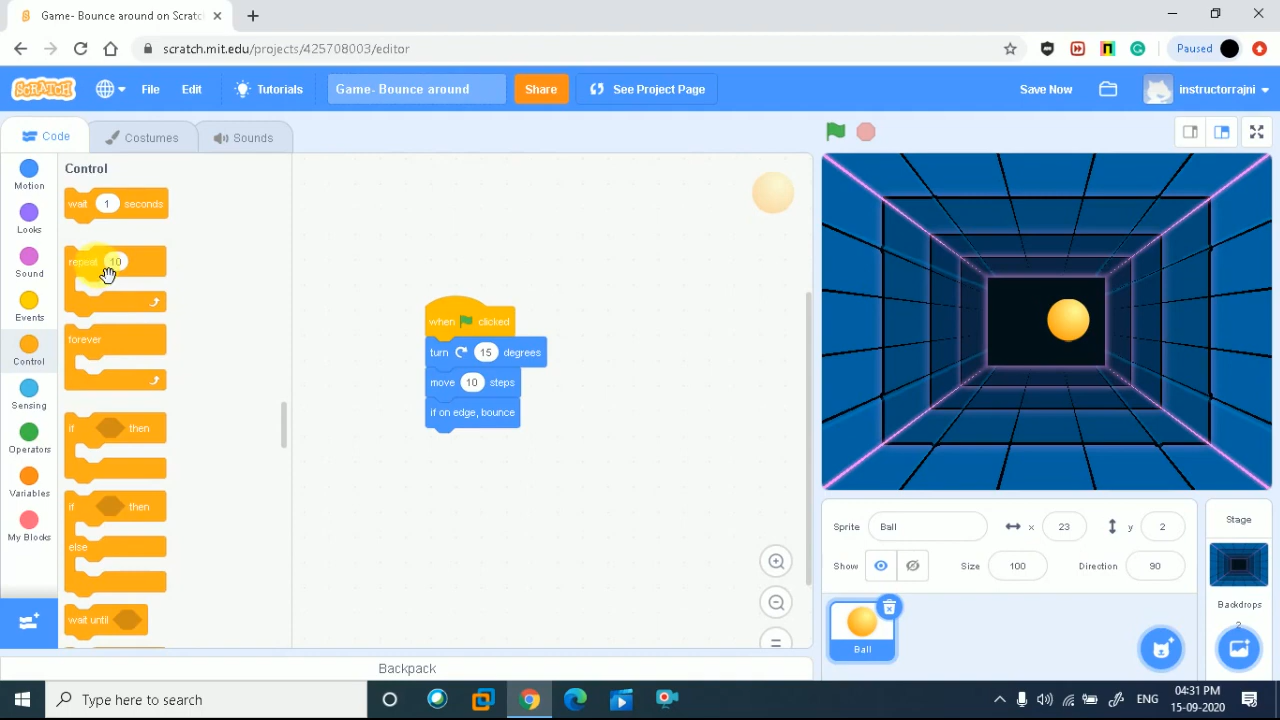 Game- Bounce around on Scratc
scratch.mit.edu/projects/425708003/editor
Paused
SCRATCH
File
Edit
Tutorials
Game- Bounce around
Share
See Project Page
Save Now
instructorrajni
Code
Costumes
Sounds
Motion
Looks
Sound
Events
Control
Sensing
Operators
Variables
My Blocks
Control
wait 1 seconds
repeat 10
forever
if then
if then
else
wait until
when clicked
turn 15 degrees
move 10 steps
if on edge, bounce
Sprite Ball x 23 y 2
Show Size 100 Direction 90
Ball
Stage
Backdrops
2
Backpack
Type here to search
ENG
04:31 PM
15-09-2020